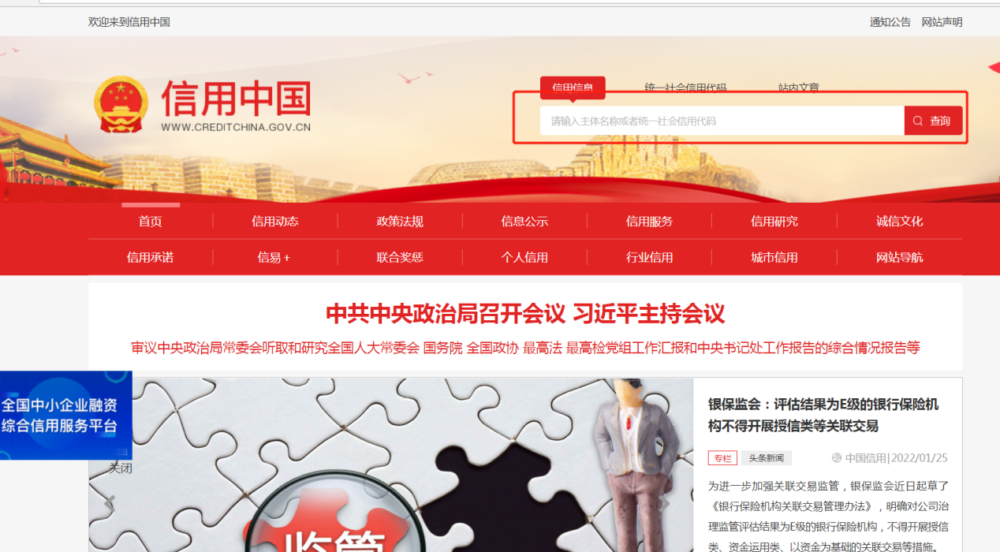 欢迎来到信用中国
通知公告 网站声明
信用中国
WWW.CREDITCHINA.GOV.CN
信用信息 统一社会信用代码 站内文章
请输入主体名称或者统一社会信用代码 查询
首页 信用动态 政策法规 信息公示 信用服务 信用研究 诚信文化
信用承诺 信易+ 联合奖惩 个人信用 行业信用 城市信用 网站导航
中共中央政治局召开会议 习近平主持会议
审议中央政治局常委会听取和研究全国人大常委会 国务院 全国政协 最高法 最高检党组工作汇报和中央书记处工作报告的综合情况报告等
全国中小企业融资
综合信用服务平台
关闭
监管
银保监会：评估结果为E级的银行保险机
构不得开展授信类等关联交易
专栏 头条新闻 中国信用|2022/01/25
为进一步加强关联交易监管，银保监会近日起草了
《银行保险机构关联交易管理办法》，明确对公司治
理监管评估结果为E级的银行保险机构，不得开展授信
类、资金运用类、以资金为基础的关联交易等措施。